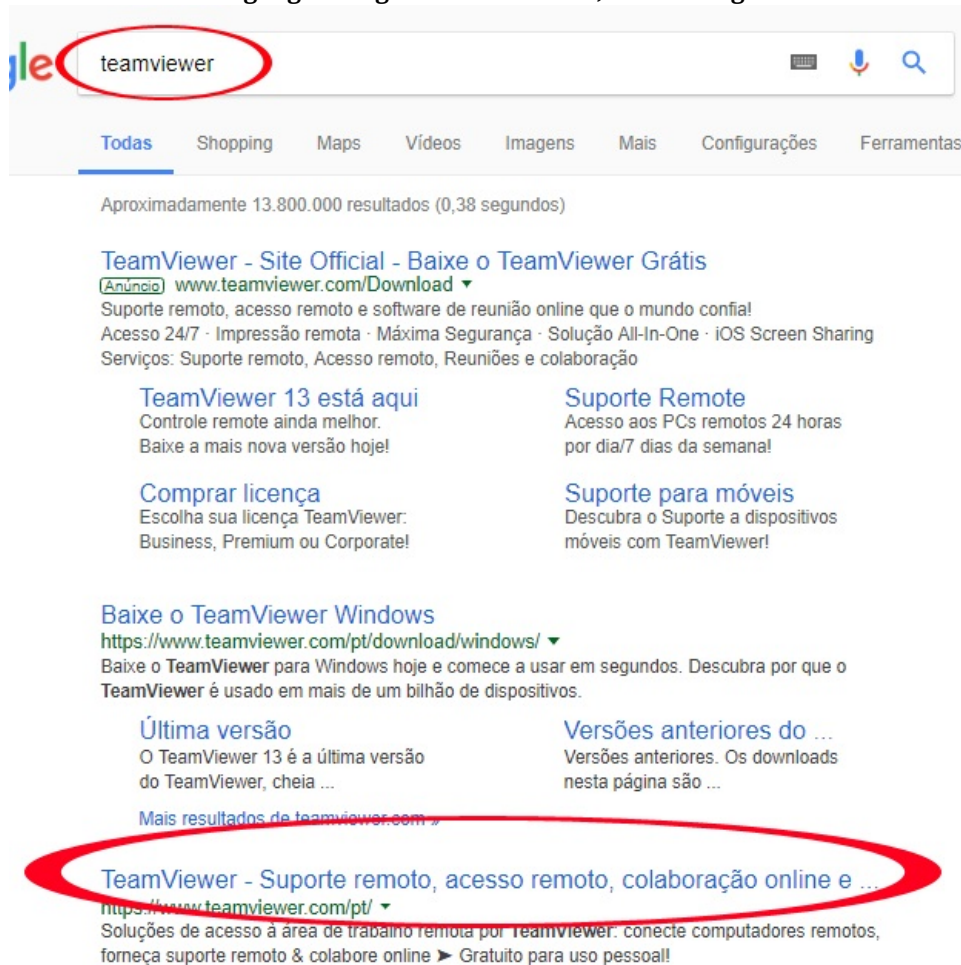 le teamviewer
Todas Shopping Maps Vídeos Imagens Mais Configurações Ferramentas
Aproximadamente 13.800.000 resultados (0,38 segundos)
TeamViewer - Site Official - Baixe o TeamViewer Grátis
Anúncio www.teamviewer.com/Download ▼
Suporte remoto, acesso remoto e software de reunião online que o mundo confia!
Acesso 24/7 · Impressão remota · Máxima Segurança · Solução All-In-One · iOS Screen Sharing
Serviços: Suporte remoto, Acesso remoto, Reuniões e colaboração
TeamViewer 13 está aqui
Controle remote ainda melhor.
Baixe a mais nova versão hoje!
Suporte Remote
Acesso aos PCs remotos 24 horas
por dia/7 dias da semana!
Comprar licença
Escolha sua licença TeamViewer:
Business, Premium ou Corporate!
Suporte para móveis
Descubra o Suporte a dispositivos
móveis com TeamViewer!
Baixe o TeamViewer Windows
https://www.teamviewer.com/pt/download/windows/ ▼
Baixe o TeamViewer para Windows hoje e comece a usar em segundos. Descubra por que o
TeamViewer é usado em mais de um bilhão de dispositivos.
Última versão
O TeamViewer 13 é a última versão
do TeamViewer, cheia ...
Versões anteriores do ...
Versões anteriores. Os downloads
nesta página são ...
Mais resultados de teamviewer.com »
TeamViewer - Suporte remoto, acesso remoto, colaboração online e ...
https://www.teamviewer.com/pt/ ▼
Soluções de acesso à área de trabalho remota por TeamViewer: conecte computadores remotos,
forneça suporte remoto & colabore online ➤ Gratuito para uso pessoal!